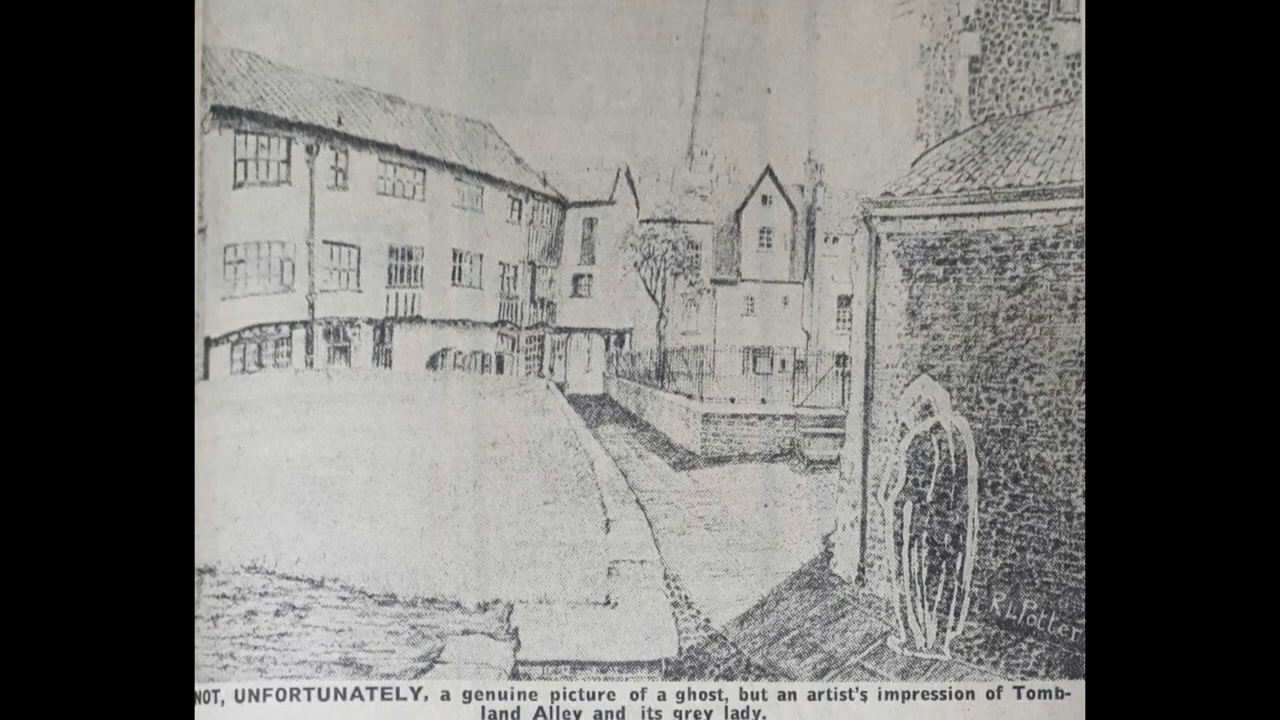 R L Potter
NOT, UNFORTUNATELY, a genuine picture of a ghost, but an artist's impression of Tomb-
land Alley and its grey lady.